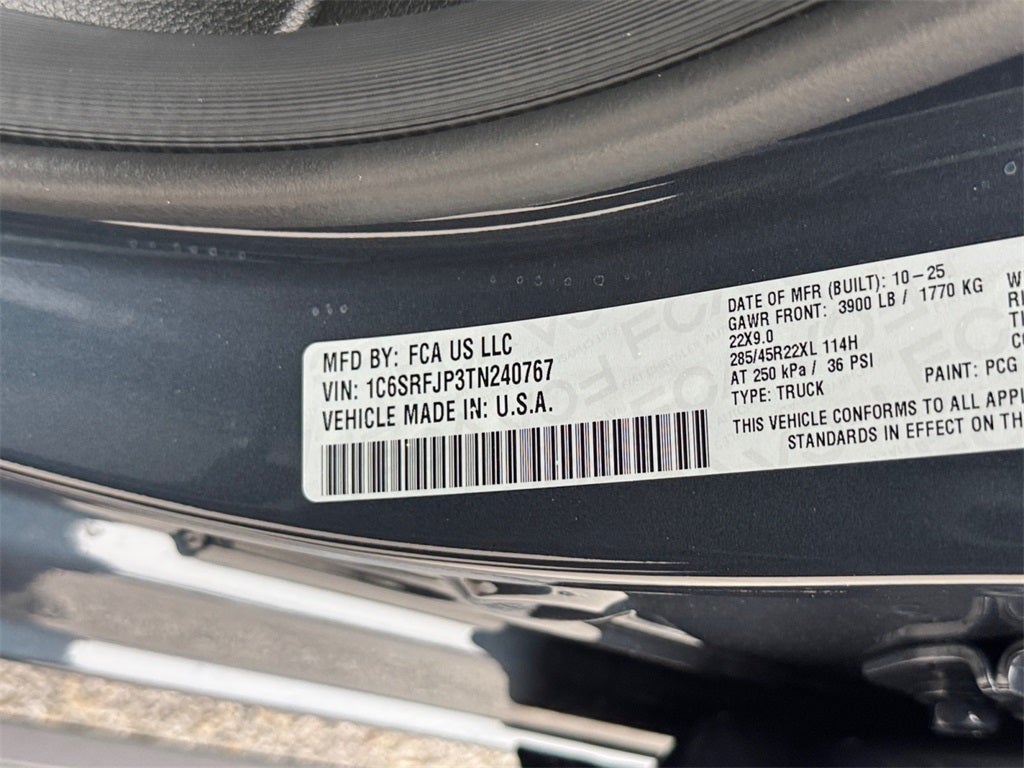 MFD BY: FCA US LLC
VIN: 1C6SRFJP3TN240767
VEHICLE MADE IN: U.S.A.
DATE OF MFR (BUILT): 10-25
GAWR FRONT: 3900 LB / 1770 KG
22X9.0
285/45R22XL 114H
AT 250 kPa / 36 PSI
TYPE: TRUCK
PAINT: PCG
THIS VEHICLE CONFORMS TO ALL APPL
STANDARDS IN EFFECT ON TH